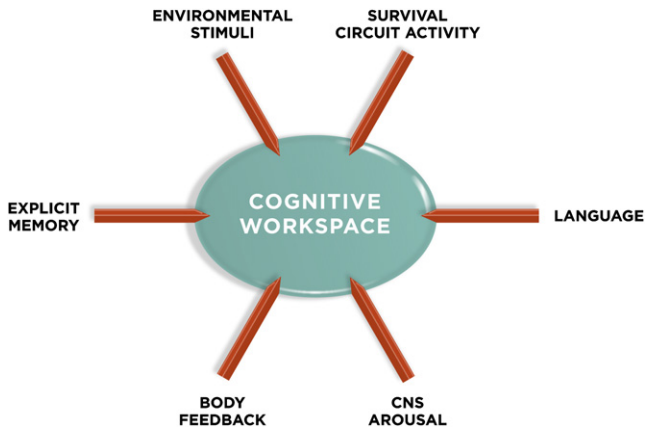 ENVIRONMENTAL
STIMULI
SURVIVAL
CIRCUIT ACTIVITY
EXPLICIT
MEMORY
COGNITIVE
WORKSPACE
LANGUAGE
BODY
FEEDBACK
CNS
AROUSAL